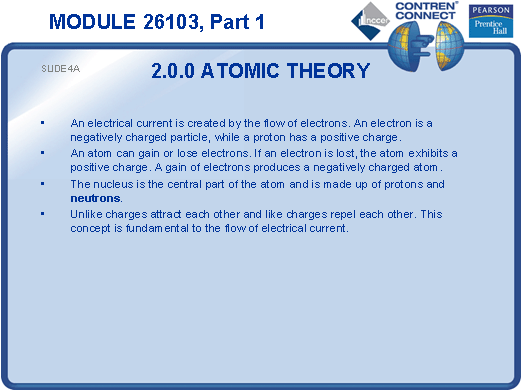 MODULE 26103, Part 1
nccer
CONTREN®
CONNECT
PEARSON
Prentice
Hall
SLIDE 4A
2.0.0 ATOMIC THEORY
• An electrical current is created by the flow of electrons. An electron is a
negatively charged particle, while a proton has a positive charge.
• An atom can gain or lose electrons. If an electron is lost, the atom exhibits a
positive charge. A gain of electrons produces a negatively charged atom.
• The nucleus is the central part of the atom and is made up of protons and
neutrons.
• Unlike charges attract each other and like charges repel each other. This
concept is fundamental to the flow of electrical current.